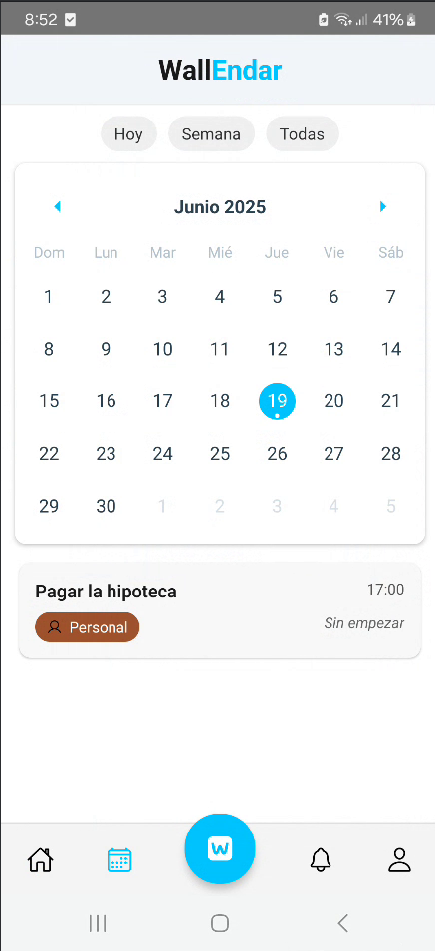 8:52 41%
WallEndar
Hoy Semana Todas
Junio 2025
Dom Lun Mar Mié Jue Vie Sáb
1 2 3 4 5 6 7
8 9 10 11 12 13 14
15 16 17 18 19 20 21
22 23 24 25 26 27 28
29 30 1 2 3 4 5
Pagar la hipoteca 17:00
Personal Sin empezar
w